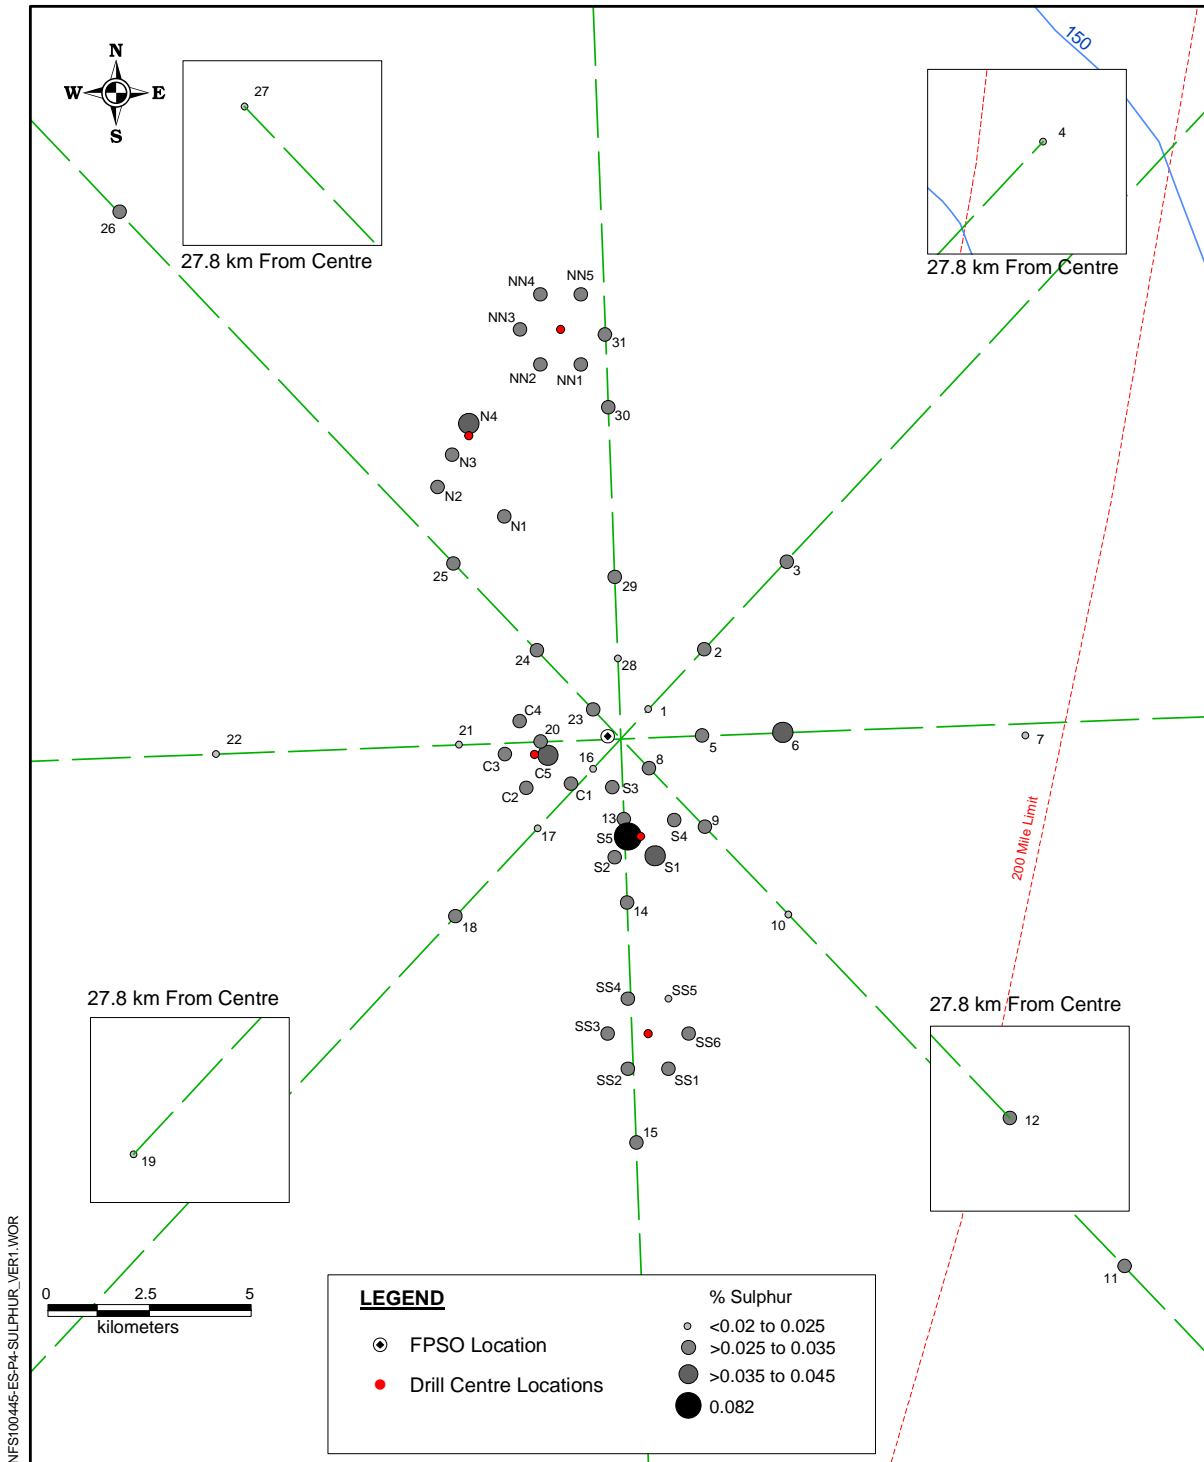 150
N
W E
S
27
27.8 km From Centre
4
27.8 km From Centre
26
NN4 NN5
NN3
31
NN2 NN1
30
N4
N3
N2
N1
25
29
3
24
28
2
23
1
C4
22
21
20
5
6
7
C3
C5
16
8
C2
C1
S3
17
13
S4
9
S5
S2
S1
200 Mile Limit
18
14
10
27.8 km From Centre
SS4 SS5
27.8 km From Centre
SS3 SS6
SS2 SS1
12
15
19
11
0 2.5 5
kilometers
LEGEND
% Sulphur
<0.02 to 0.025
FPSO Location
>0.025 to 0.035
>0.035 to 0.045
Drill Centre Locations
0.082
NFS100445-ES-P4-SULPHUR_VER1.WOR